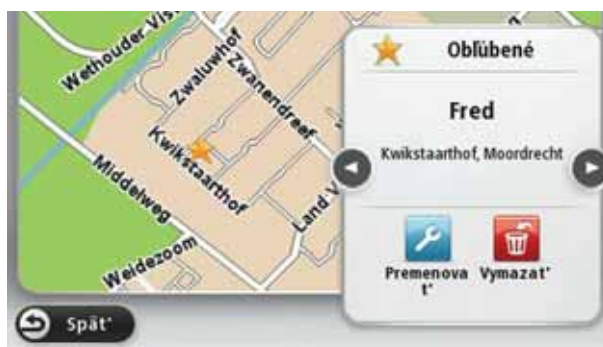 Wethouder Vis
Zwaluwhof
Zwanendreef
Kwikstaarthof
Middelweg
Land V
Weidezoom
Späť
Obľúbené
Fred
Kwikstaarthof, Moordrecht
Premenova
ť
Vymazať